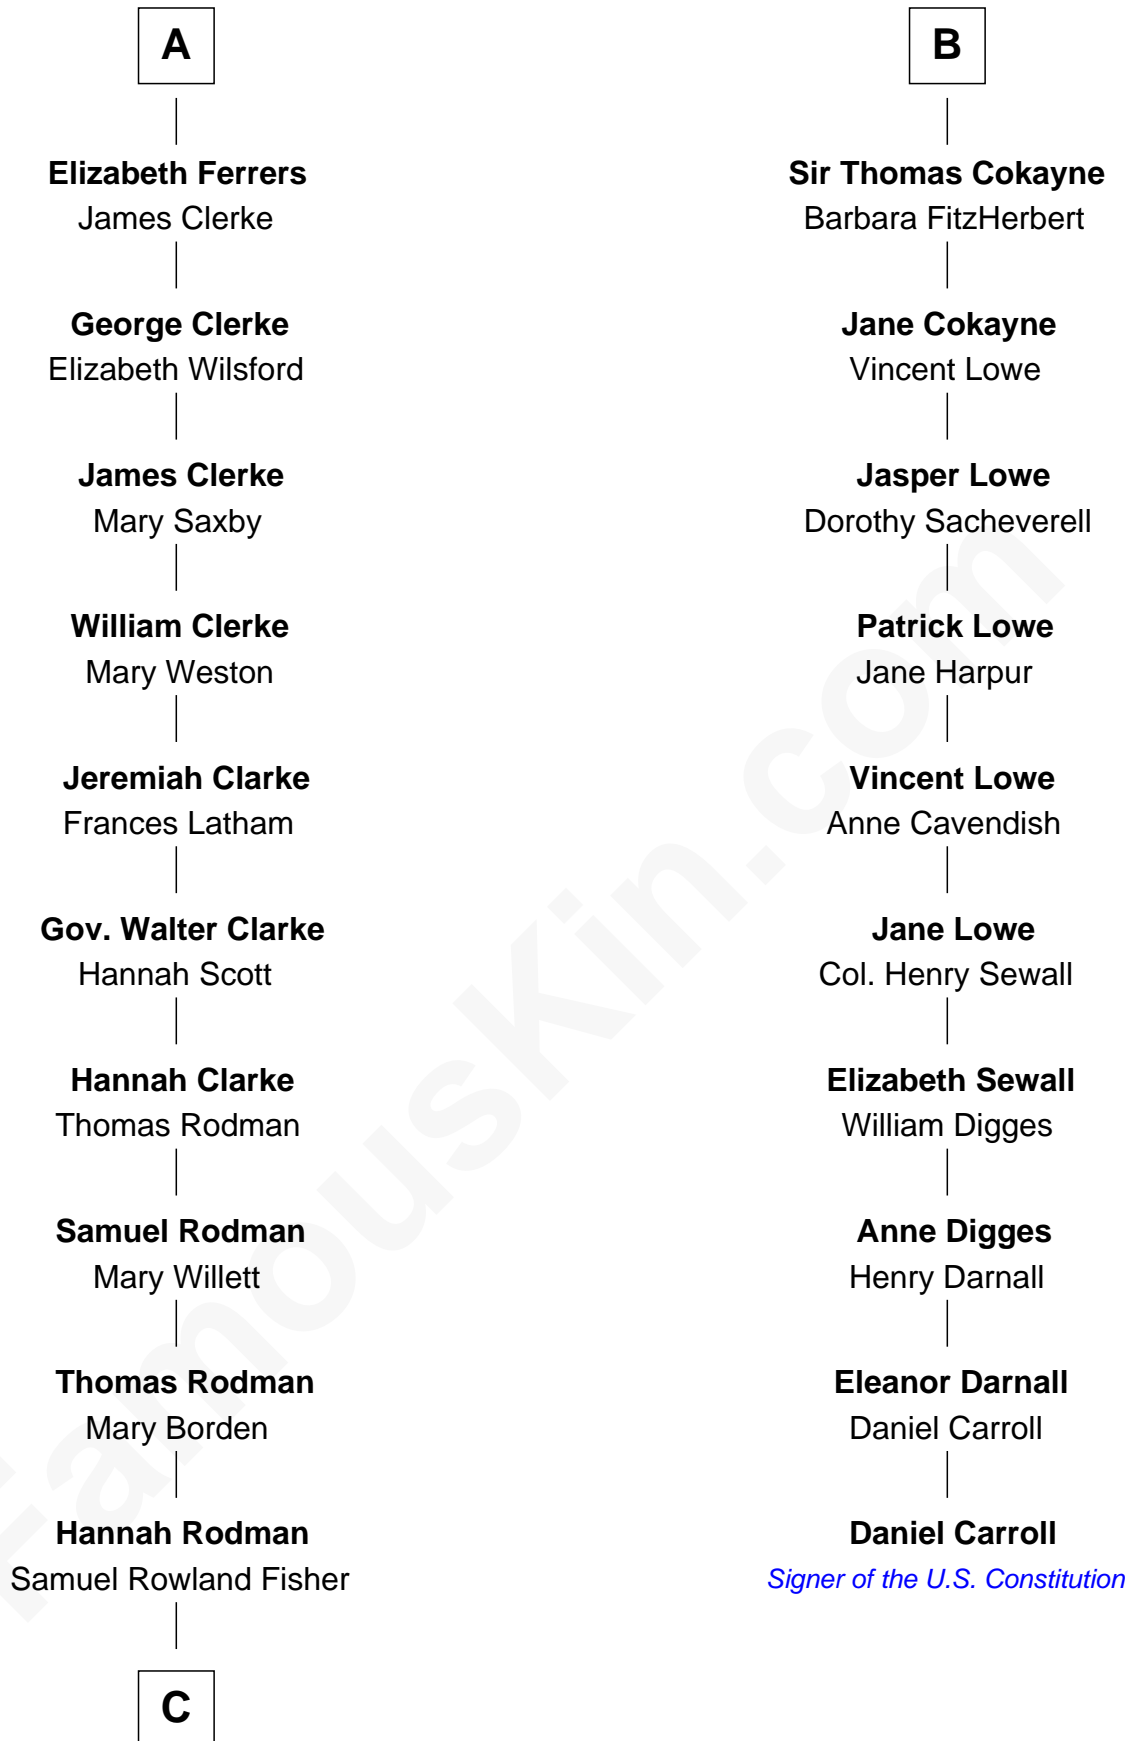 A
Elizabeth Ferrers
James Clerke
George Clerke
Elizabeth Wilsford
James Clerke
Mary Saxby
William Clerke
Mary Weston
Jeremiah Clarke
Frances Latham
Gov. Walter Clarke
Hannah Scott
Hannah Clarke
Thomas Rodman
Samuel Rodman
Mary Willett
Thomas Rodman
Mary Borden
Hannah Rodman
Samuel Rowland Fisher
C
B
Sir Thomas Cokayne
Barbara FitzHerbert
Jane Cokayne
Vincent Lowe
Jasper Lowe
Dorothy Sacheverell
Patrick Lowe
Jane Harpur
Vincent Lowe
Anne Cavendish
Jane Lowe
Col. Henry Sewall
Elizabeth Sewall
William Digges
Anne Digges
Henry Darnall
Eleanor Darnall
Daniel Carroll
Daniel Carroll
Signer of the U.S. Constitution
FamousKin.com